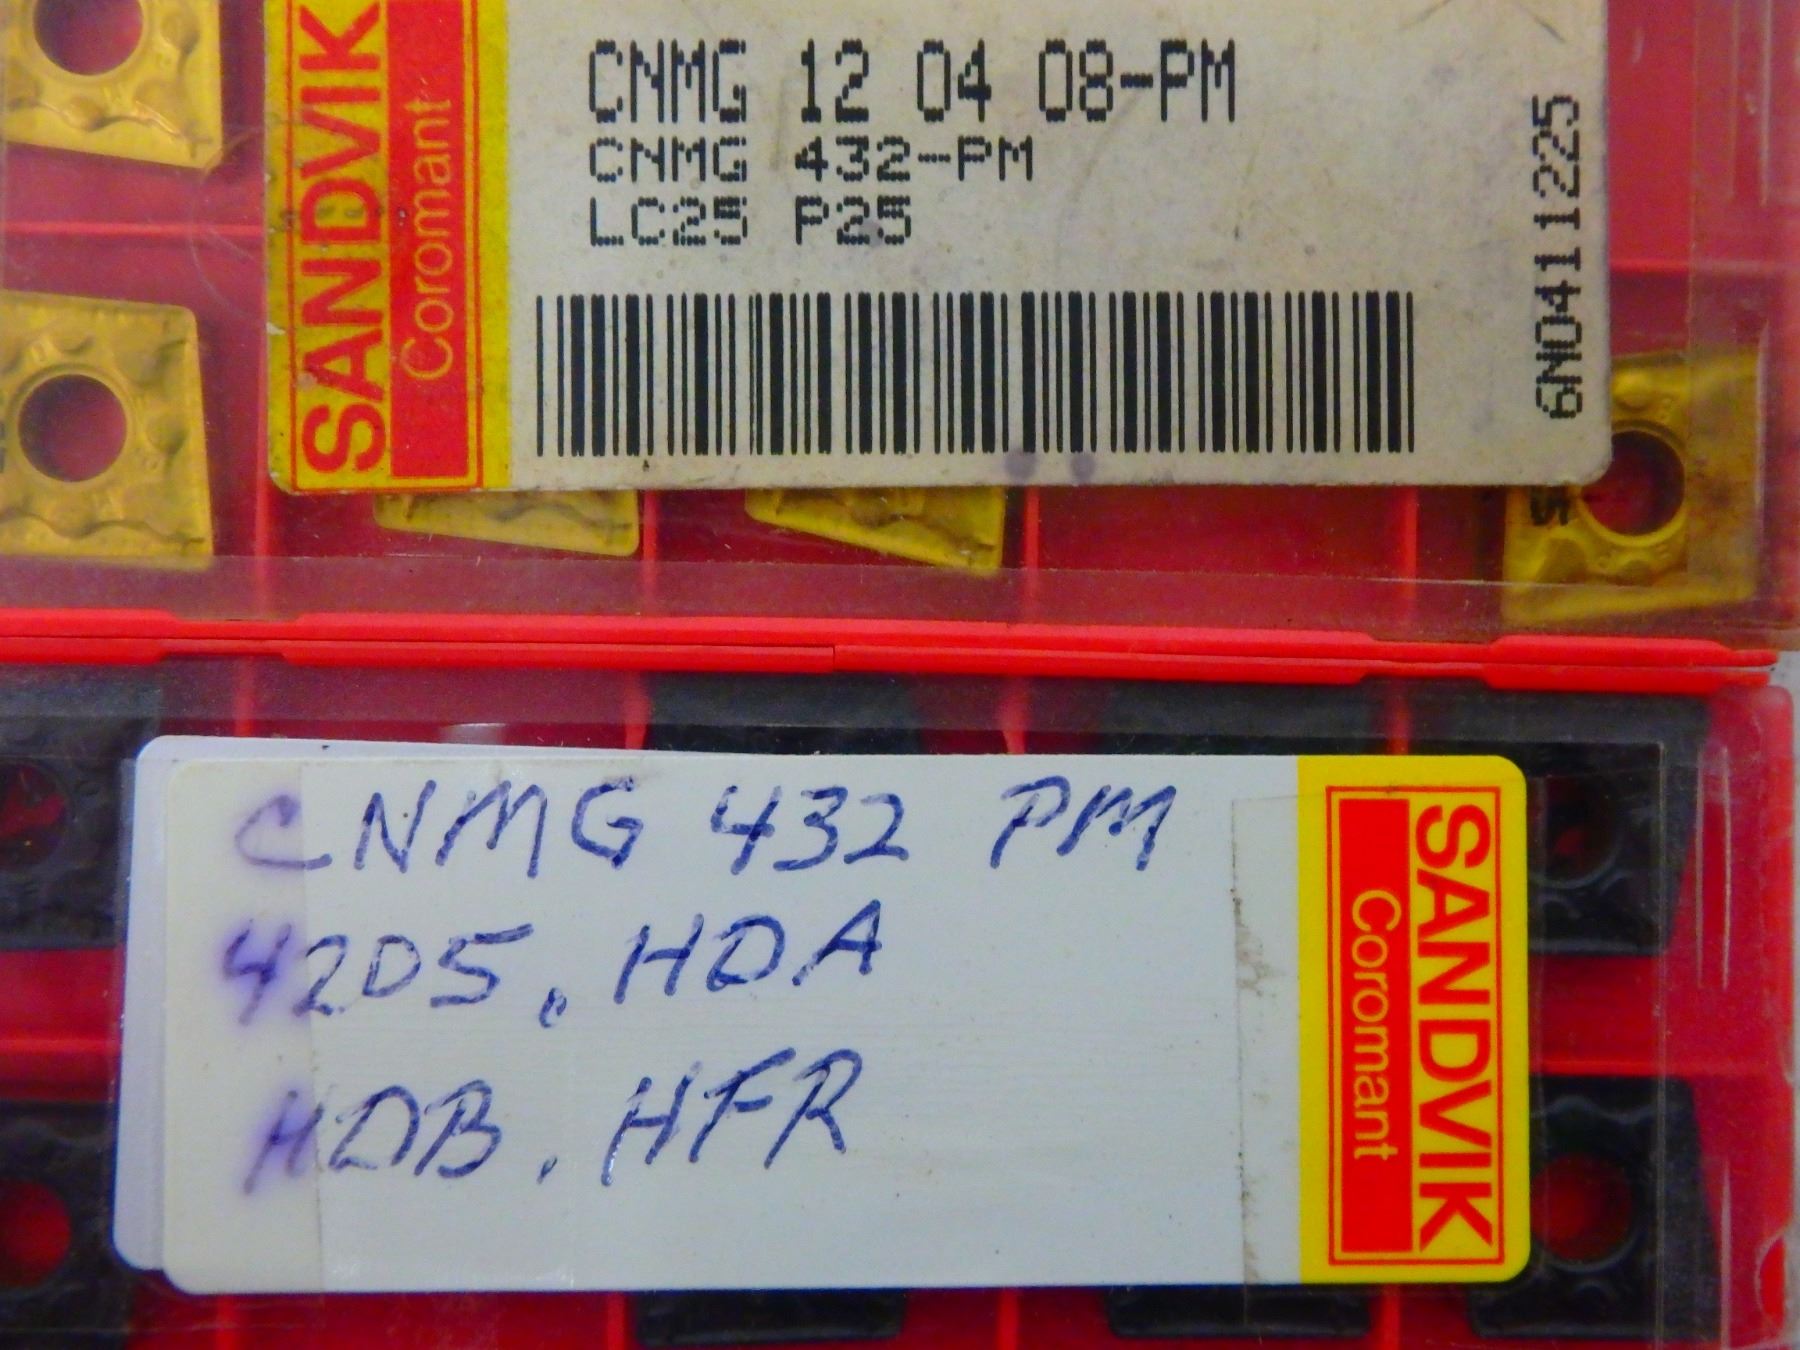 SANDVIK
Coromant
CNMG 12 04 08-PM
CNMG 432-PM
LC25 P25
6N0411225
CNMG 432 PM
4205, HDA
HDB, HFR
SANDVIK
Coromant